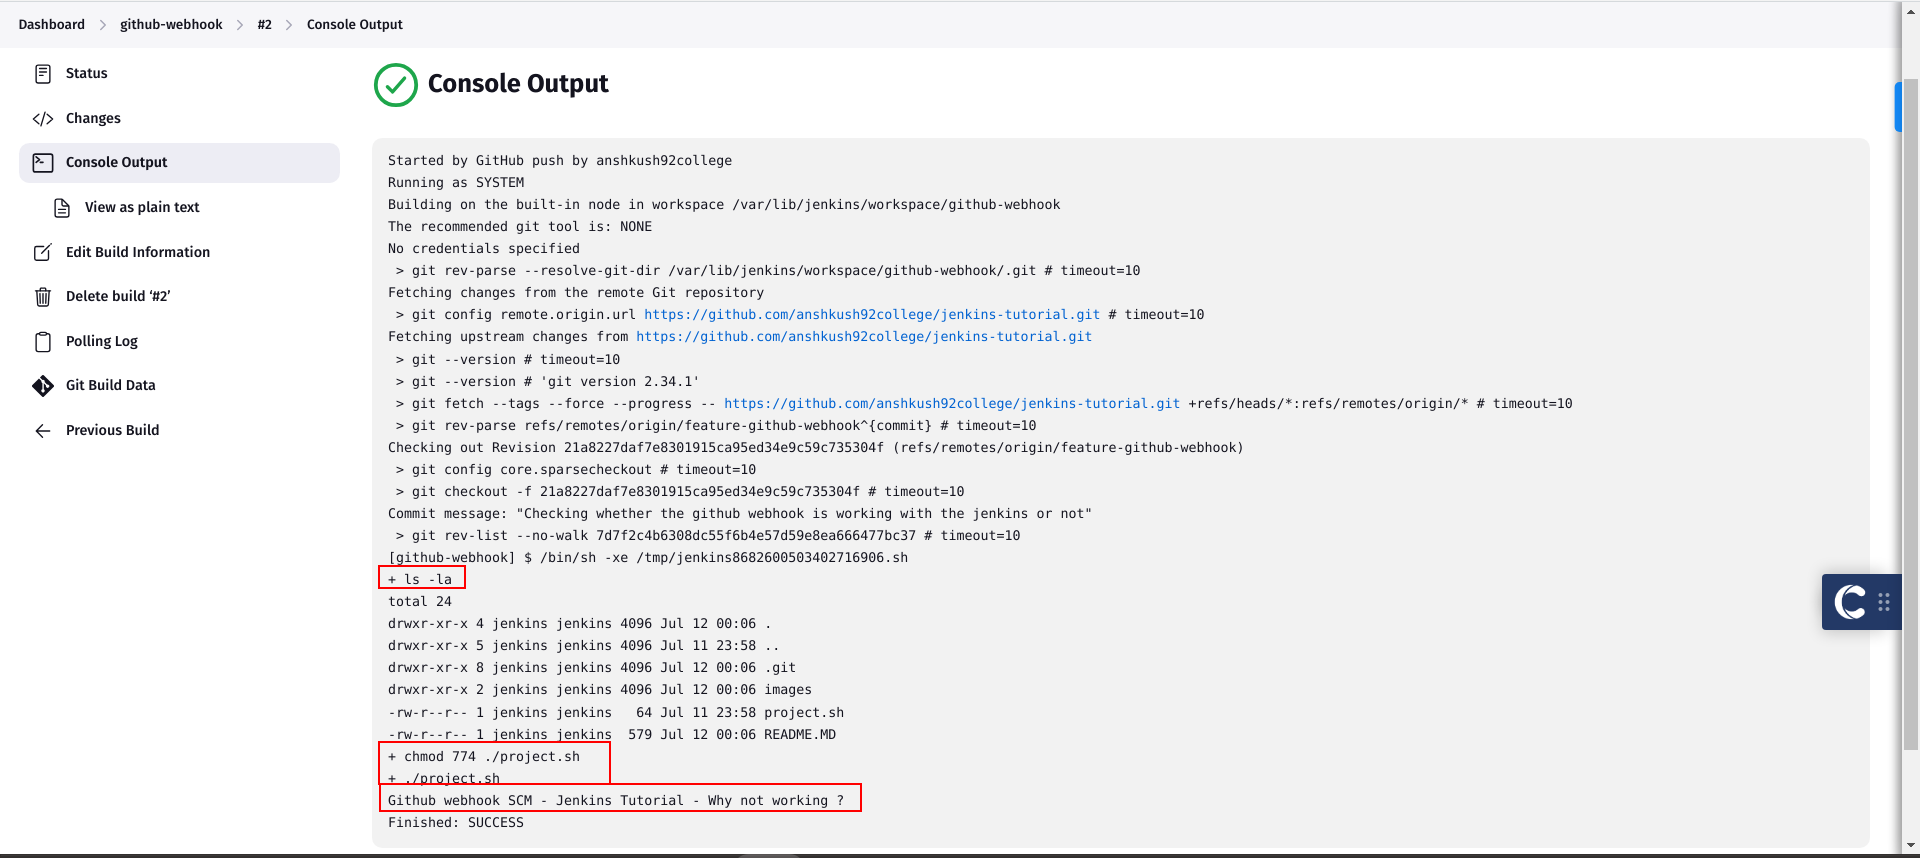 Dashboard > github-webhook > #2 > Console Output
Status
Changes
Console Output
View as plain text
Edit Build Information
Delete build ‘#2’
Polling Log
Git Build Data
Previous Build
Console Output
Started by GitHub push by anshkush92college
Running as SYSTEM
Building on the built-in node in workspace /var/lib/jenkins/workspace/github-webhook
The recommended git tool is: NONE
No credentials specified
 > git rev-parse --resolve-git-dir /var/lib/jenkins/workspace/github-webhook/.git # timeout=10
Fetching changes from the remote Git repository
 > git config remote.origin.url https://github.com/anshkush92college/jenkins-tutorial.git # timeout=10
Fetching upstream changes from https://github.com/anshkush92college/jenkins-tutorial.git
 > git --version # timeout=10
 > git --version # 'git version 2.34.1'
 > git fetch --tags --force --progress -- https://github.com/anshkush92college/jenkins-tutorial.git +refs/heads/*:refs/remotes/origin/* # timeout=10
 > git rev-parse refs/remotes/origin/feature-github-webhook^{commit} # timeout=10
Checking out Revision 21a8227daf7e8301915ca95ed34e9c59c735304f (refs/remotes/origin/feature-github-webhook)
 > git config core.sparsecheckout # timeout=10
 > git checkout -f 21a8227daf7e8301915ca95ed34e9c59c735304f # timeout=10
Commit message: "Checking whether the github webhook is working with the jenkins or not"
 > git rev-list --no-walk 7d7f2c4b6308dc55f6b4e57d59e8ea666477bc37 # timeout=10
[github-webhook] $ /bin/sh -xe /tmp/jenkins8682600503402716906.sh
+ ls -la
total 24
drwxr-xr-x 4 jenkins jenkins 4096 Jul 12 00:06 .
drwxr-xr-x 5 jenkins jenkins 4096 Jul 11 23:58 ..
drwxr-xr-x 8 jenkins jenkins 4096 Jul 12 00:06 .git
drwxr-xr-x 2 jenkins jenkins 4096 Jul 12 00:06 images
-rw-r--r-- 1 jenkins jenkins   64 Jul 11 23:58 project.sh
-rw-r--r-- 1 jenkins jenkins  579 Jul 12 00:06 README.MD
+ chmod 774 ./project.sh
+ ./project.sh
Github webhook SCM - Jenkins Tutorial - Why not working ?
Finished: SUCCESS